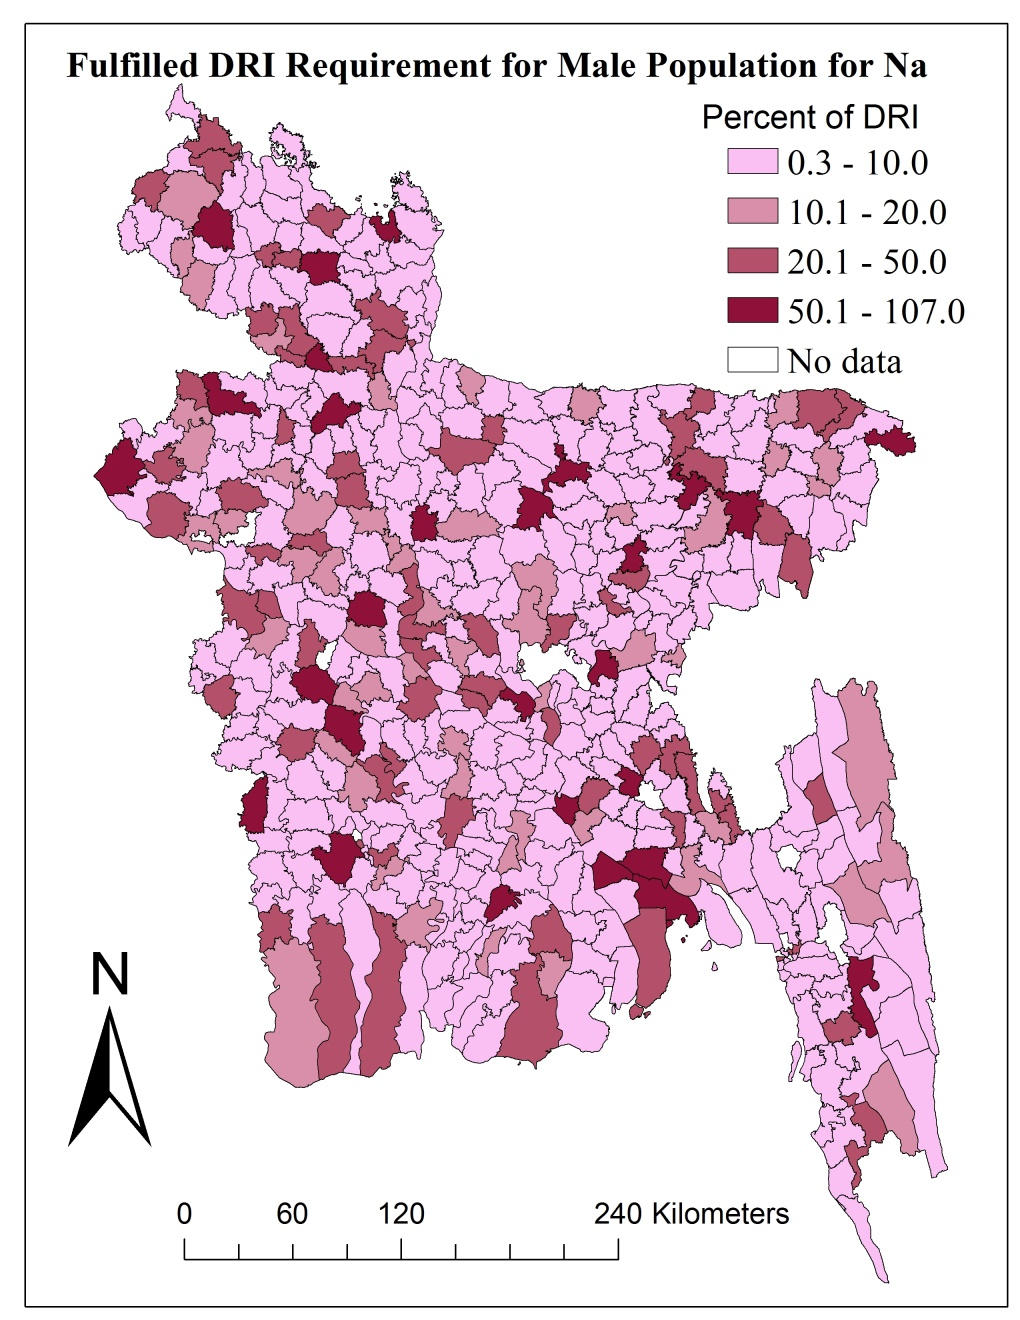 Fulfilled DRI Requirement for Male Population for Na
Percent of DRI
0.3 - 10.0
10.1 - 20.0
20.1 - 50.0
50.1 - 107.0
No data
N
0 60 120 240 Kilometers